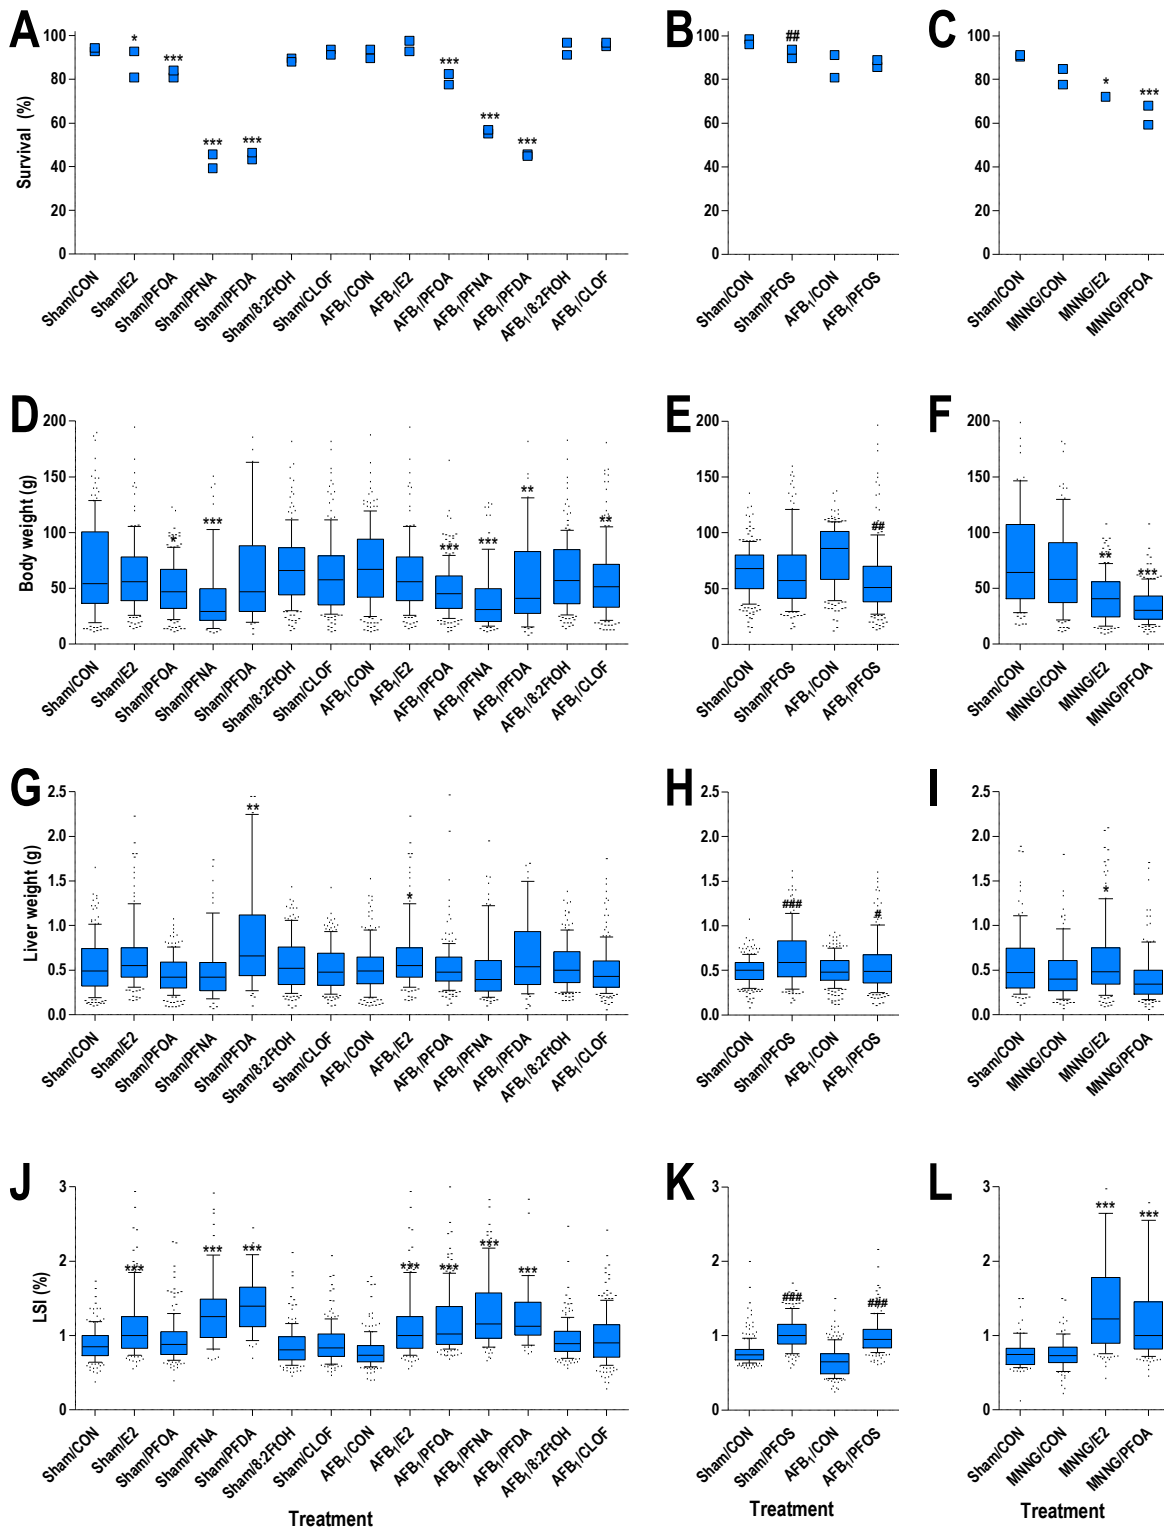 A
Survival (%)
100
80
60
40
20
0
*
***
***
***
***
***
***
Sham/CON
Sham/E2
Sham/PFOA
Sham/PFNA
Sham/PFDA
Sham/8:2FtOH
Sham/CLOF
AFB₁/CON
AFB₁/E2
AFB₁/PFOA
AFB₁/PFNA
AFB₁/PFDA
AFB₁/8:2FtOH
AFB₁/CLOF
B
100
80
60
40
20
0
##
Sham/CON
Sham/PFOS
AFB₁/CON
AFB₁/PFOS
C
100
80
60
40
20
0
*
***
Sham/CON
MNNG/CON
MNNG/E2
MNNG/PFOA
D
Body weight (g)
200
150
100
50
0
*
***
***
***
**
**
Sham/CON
Sham/E2
Sham/PFOA
Sham/PFNA
Sham/PFDA
Sham/8:2FtOH
Sham/CLOF
AFB₁/CON
AFB₁/E2
AFB₁/PFOA
AFB₁/PFNA
AFB₁/PFDA
AFB₁/8:2FtOH
AFB₁/CLOF
E
200
150
100
50
0
##
Sham/CON
Sham/PFOS
AFB₁/CON
AFB₁/PFOS
F
200
150
100
50
0
**
***
Sham/CON
MNNG/CON
MNNG/E2
MNNG/PFOA
G
Liver weight (g)
2.5
2.0
1.5
1.0
0.5
0.0
**
*
Sham/CON
Sham/E2
Sham/PFOA
Sham/PFNA
Sham/PFDA
Sham/8:2FtOH
Sham/CLOF
AFB₁/CON
AFB₁/E2
AFB₁/PFOA
AFB₁/PFNA
AFB₁/PFDA
AFB₁/8:2FtOH
AFB₁/CLOF
H
2.5
2.0
1.5
1.0
0.5
0.0
###
#
Sham/CON
Sham/PFOS
AFB₁/CON
AFB₁/PFOS
I
2.5
2.0
1.5
1.0
0.5
0.0
*
Sham/CON
MNNG/CON
MNNG/E2
MNNG/PFOA
J
LSI (%)
3
2
1
0
***
***
***
***
***
***
***
Sham/CON
Sham/E2
Sham/PFOA
Sham/PFNA
Sham/PFDA
Sham/8:2FtOH
Sham/CLOF
AFB₁/CON
AFB₁/E2
AFB₁/PFOA
AFB₁/PFNA
AFB₁/PFDA
AFB₁/8:2FtOH
AFB₁/CLOF
Treatment
K
3
2
1
0
###
###
Sham/CON
Sham/PFOS
AFB₁/CON
AFB₁/PFOS
Treatment
L
3
2
1
0
***
***
Sham/CON
MNNG/CON
MNNG/E2
MNNG/PFOA
Treatment